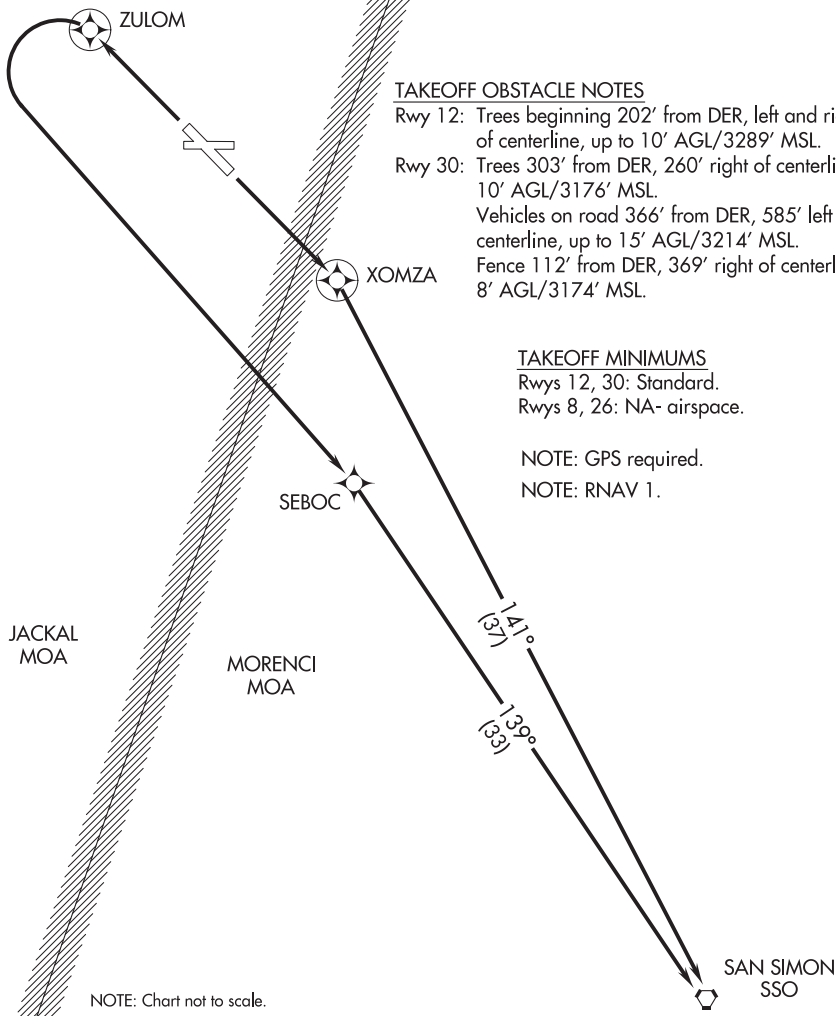 ZULOM
TAKEOFF OBSTACLE NOTES
Rwy 12: Trees beginning 202' from DER, left and ri
of centerline, up to 10' AGL/3289' MSL.
Rwy 30: Trees 303' from DER, 260' right of centerli
10' AGL/3176' MSL.
Vehicles on road 366' from DER, 585' left
centerline, up to 15' AGL/3214' MSL.
Fence 112' from DER, 369' right of centerl
8' AGL/3174' MSL.
XOMZA
TAKEOFF MINIMUMS
Rwys 12, 30: Standard.
Rwys 8, 26: NA- airspace.
NOTE: GPS required.
NOTE: RNAV 1.
SEBOC
141°
(37)
JACKAL
MOA
MORENCI
MOA
139°
(33)
SAN SIMON
SSO
NOTE: Chart not to scale.